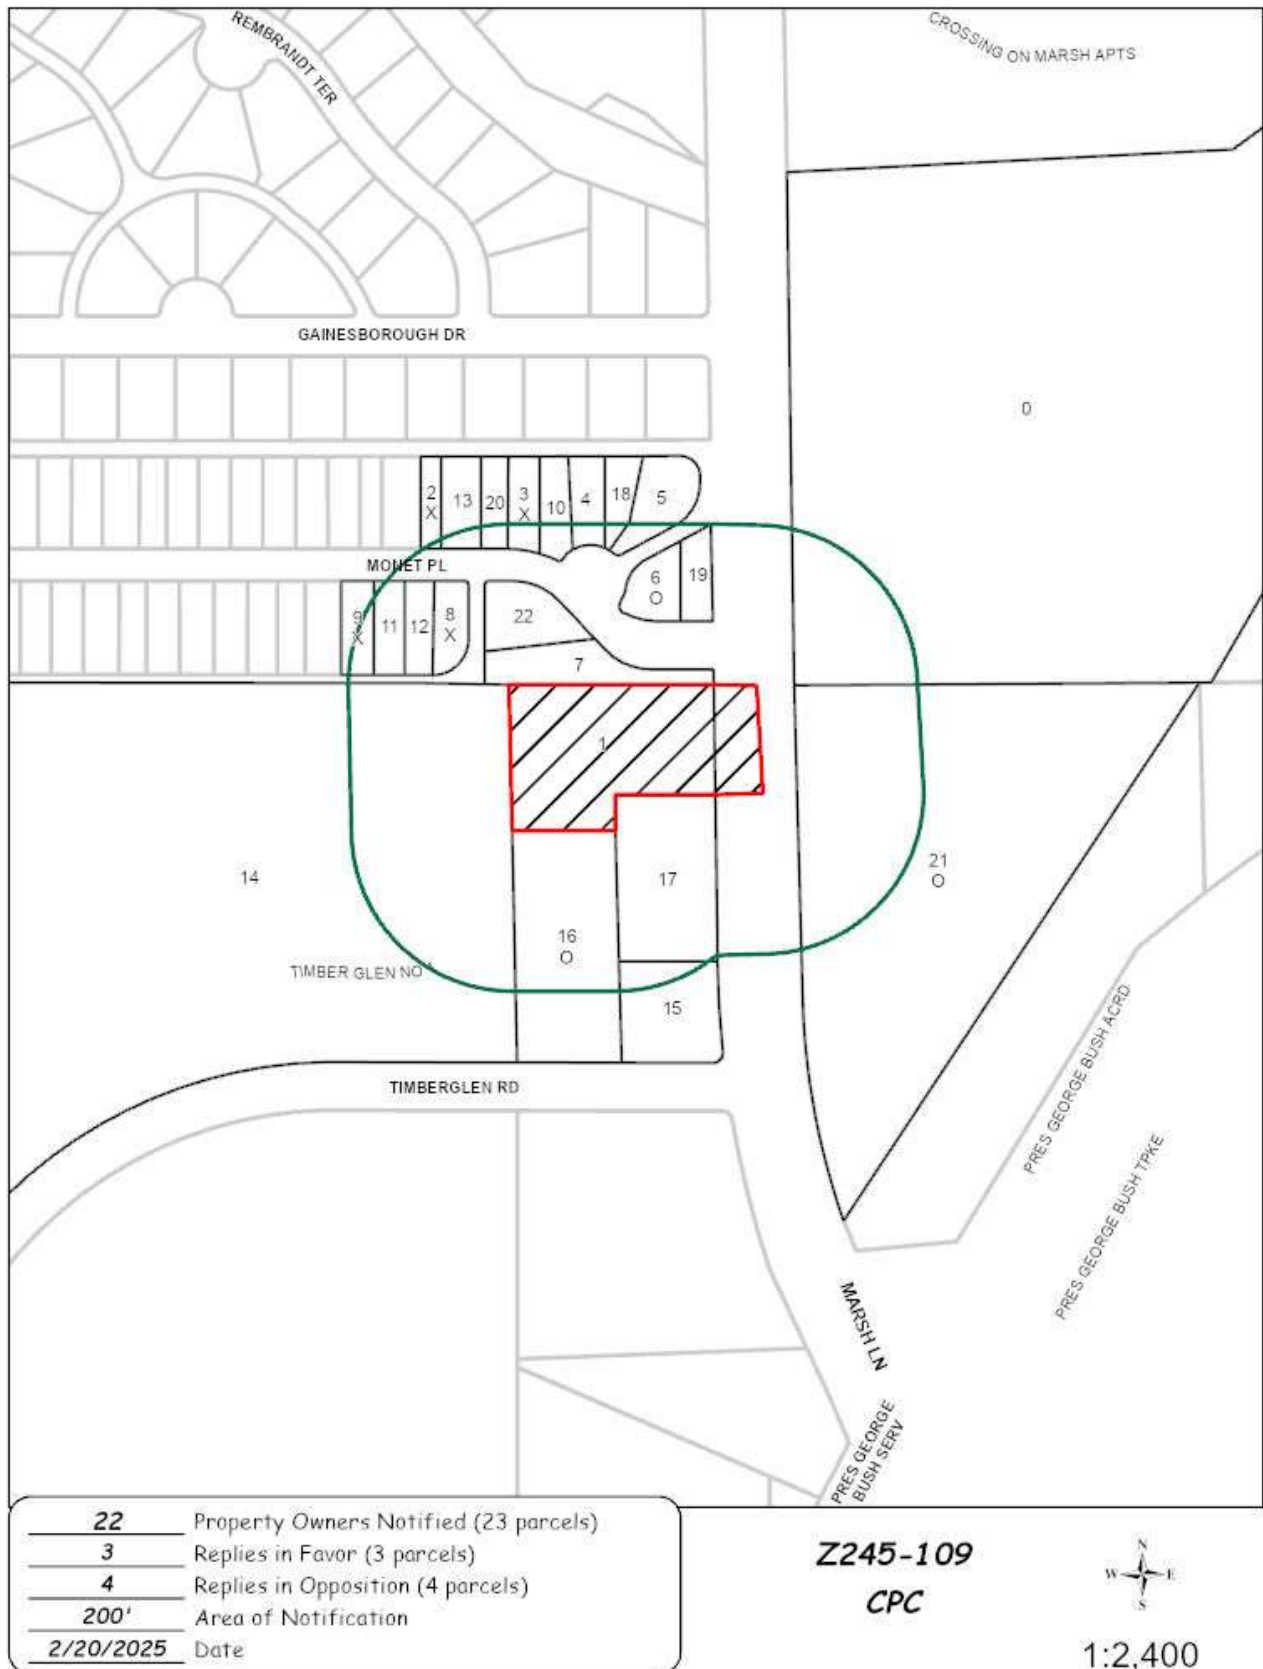 CROSSING ON MARSH APTS
REMBRANDT TER
GAINESBOROUGH DR
0
2
X
13
20
3
X
10
4
18
5
MONET PL
6
O
19
9
X
11
12
8
X
22
7
1
14
17
21
O
16
O
TIMBER GLEN NO
15
TIMBERGLEN RD
PRES GEORGE BUSH ACRD
PRES GEORGE BUSH TPKE
MARSH LN
PRES GEORGE
BUSH SERV
22 Property Owners Notified (23 parcels)
3 Replies in Favor (3 parcels)
4 Replies in Opposition (4 parcels)
200' Area of Notification
2/20/2025 Date
Z245-109
CPC
N
W E
S
1:2,400